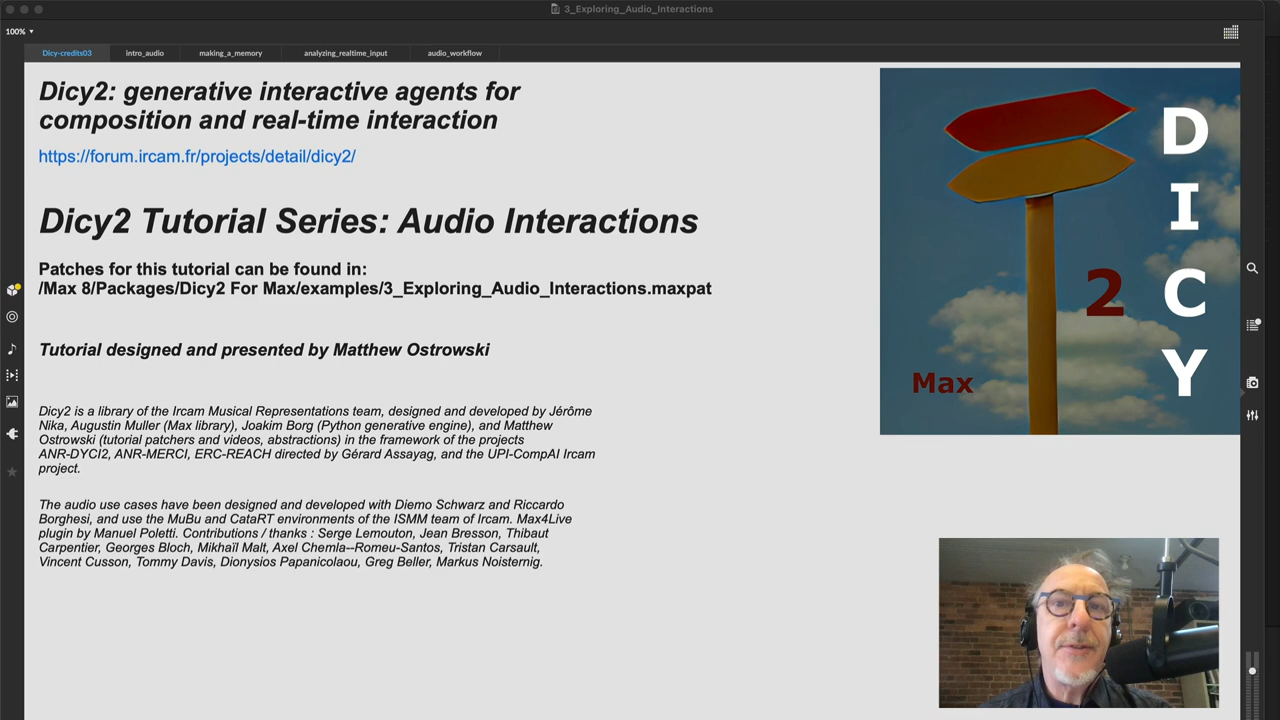 3_Exploring_Audio_Interactions
100%
Dicy-credits03
intro_audio
making_a_memory
analyzing_realtime_input
audio_workflow
Dicy2: generative interactive agents for
composition and real-time interaction
https://forum.ircam.fr/projects/detail/dicy2/
Dicy2 Tutorial Series: Audio Interactions
Patches for this tutorial can be found in:
/Max 8/Packages/Dicy2 For Max/examples/3_Exploring_Audio_Interactions.maxpat
Tutorial designed and presented by Matthew Ostrowski
Dicy2 is a library of the Ircam Musical Representations team, designed and developed by Jérôme
Nika, Augustin Muller (Max library), Joakim Borg (Python generative engine), and Matthew
Ostrowski (tutorial patchers and videos, abstractions) in the framework of the projects
ANR-DYCI2, ANR-MERCI, ERC-REACH directed by Gérard Assayag, and the UPI-CompAI Ircam
project.
The audio use cases have been designed and developed with Diemo Schwarz and Riccardo
Borghesi, and use the MuBu and CataRT environments of the ISMM team of Ircam. Max4Live
plugin by Manuel Poletti. Contributions / thanks : Serge Lemouton, Jean Bresson, Thibaut
Carpentier, Georges Bloch, Mikhaïl Malt, Axel Chemla--Romeu-Santos, Tristan Carsault,
Vincent Cusson, Tommy Davis, Dionysios Papanicolaou, Greg Beller, Markus Noisternig.
D
I
C
Y
2
Max